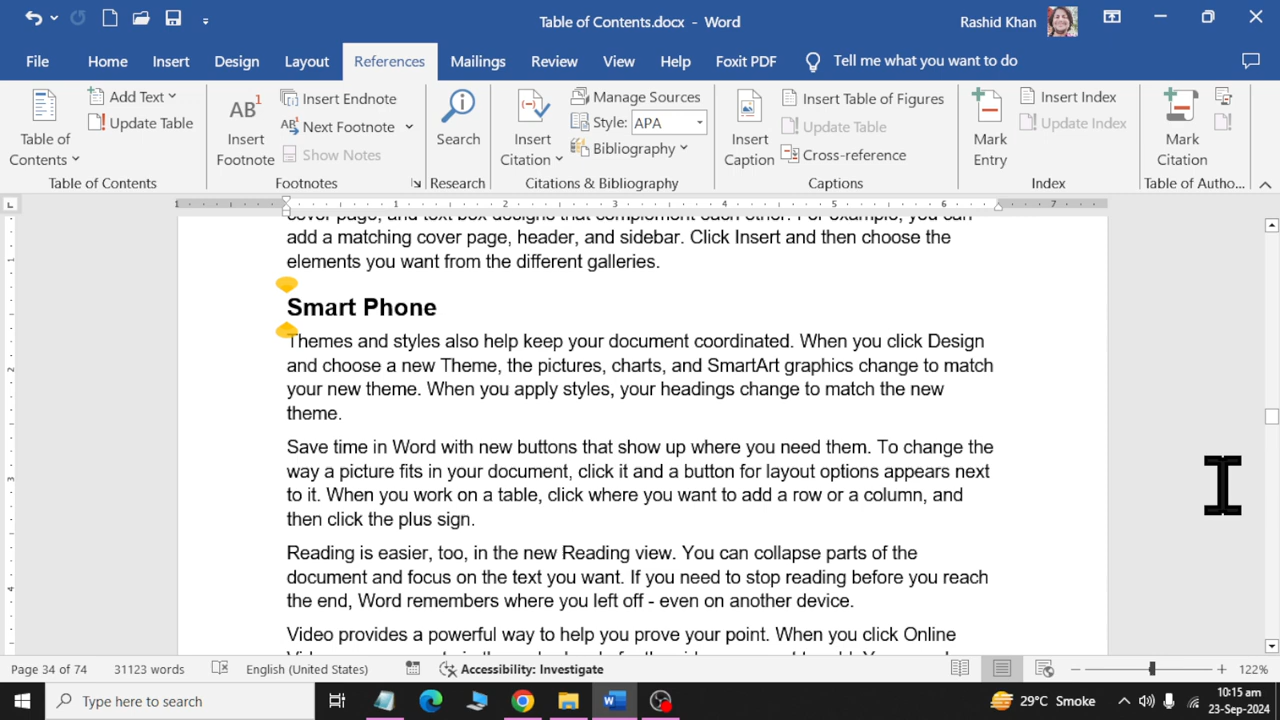 Table of Contents.docx - Word
Rashid Khan
File Home Insert Design Layout References Mailings Review View Help Foxit PDF Tell me what you want to do
Table of Contents
Add Text
Update Table
Table of Contents
AB1
Insert Footnote
Insert Endnote
Next Footnote
Show Notes
Footnotes
Search
Research
Insert Citation
Manage Sources
Style: APA
Bibliography
Citations & Bibliography
Insert Caption
Insert Table of Figures
Update Table
Cross-reference
Captions
Mark Entry
Insert Index
Update Index
Index
Mark Citation
Table of Autho...
1 1 2 3 4 5 6 7
cover page, and text box designs that complement each other. For example, you can
add a matching cover page, header, and sidebar. Click Insert and then choose the
elements you want from the different galleries.
Smart Phone
Themes and styles also help keep your document coordinated. When you click Design
and choose a new Theme, the pictures, charts, and SmartArt graphics change to match
your new theme. When you apply styles, your headings change to match the new
theme.
Save time in Word with new buttons that show up where you need them. To change the
way a picture fits in your document, click it and a button for layout options appears next
to it. When you work on a table, click where you want to add a row or a column, and
then click the plus sign.
Reading is easier, too, in the new Reading view. You can collapse parts of the
document and focus on the text you want. If you need to stop reading before you reach
the end, Word remembers where you left off - even on another device.
Video provides a powerful way to help you prove your point. When you click Online
Page 34 of 74 31123 words English (United States) Accessibility: Investigate 122%
Type here to search
29°C Smoke
10:15 am
23-Sep-2024